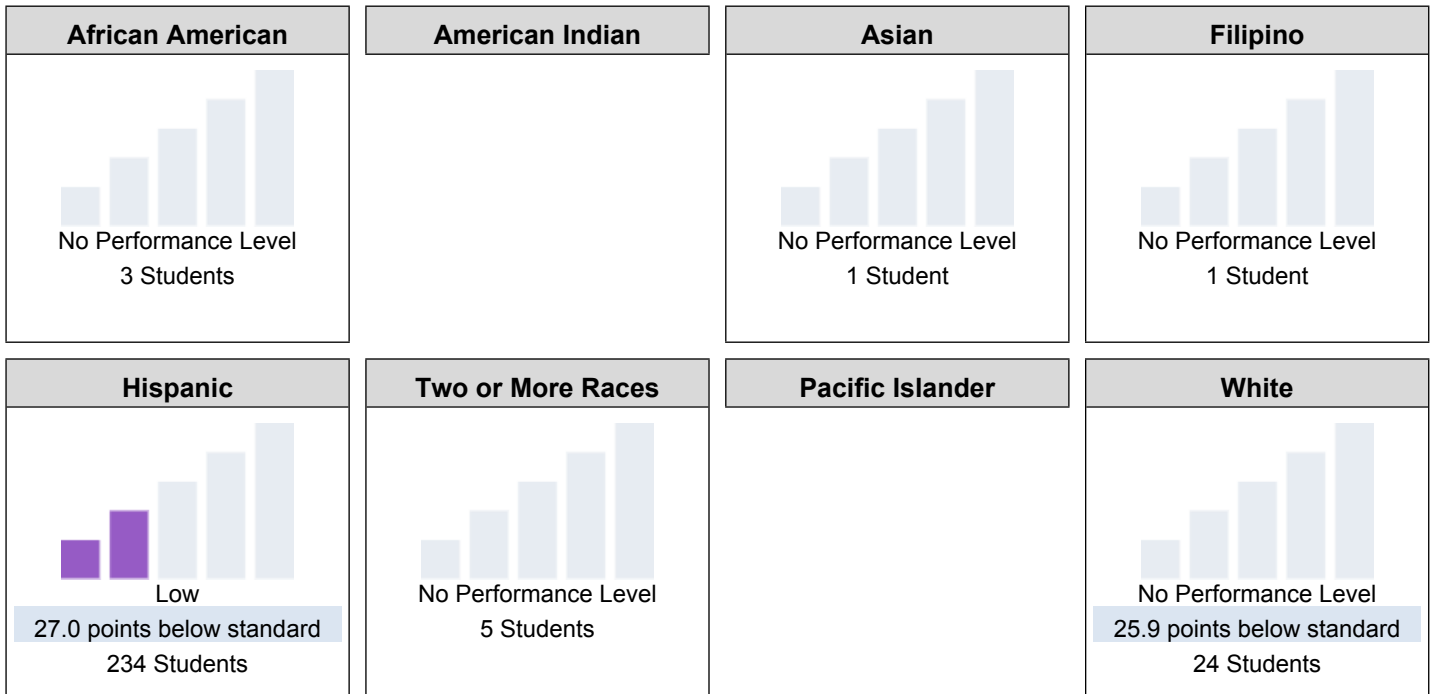 African American
No Performance Level
3 Students
American Indian
Asian
No Performance Level
1 Student
Filipino
No Performance Level
1 Student
Hispanic
Low
27.0 points below standard
234 Students
Two or More Races
No Performance Level
5 Students
Pacific Islander
White
No Performance Level
25.9 points below standard
24 Students